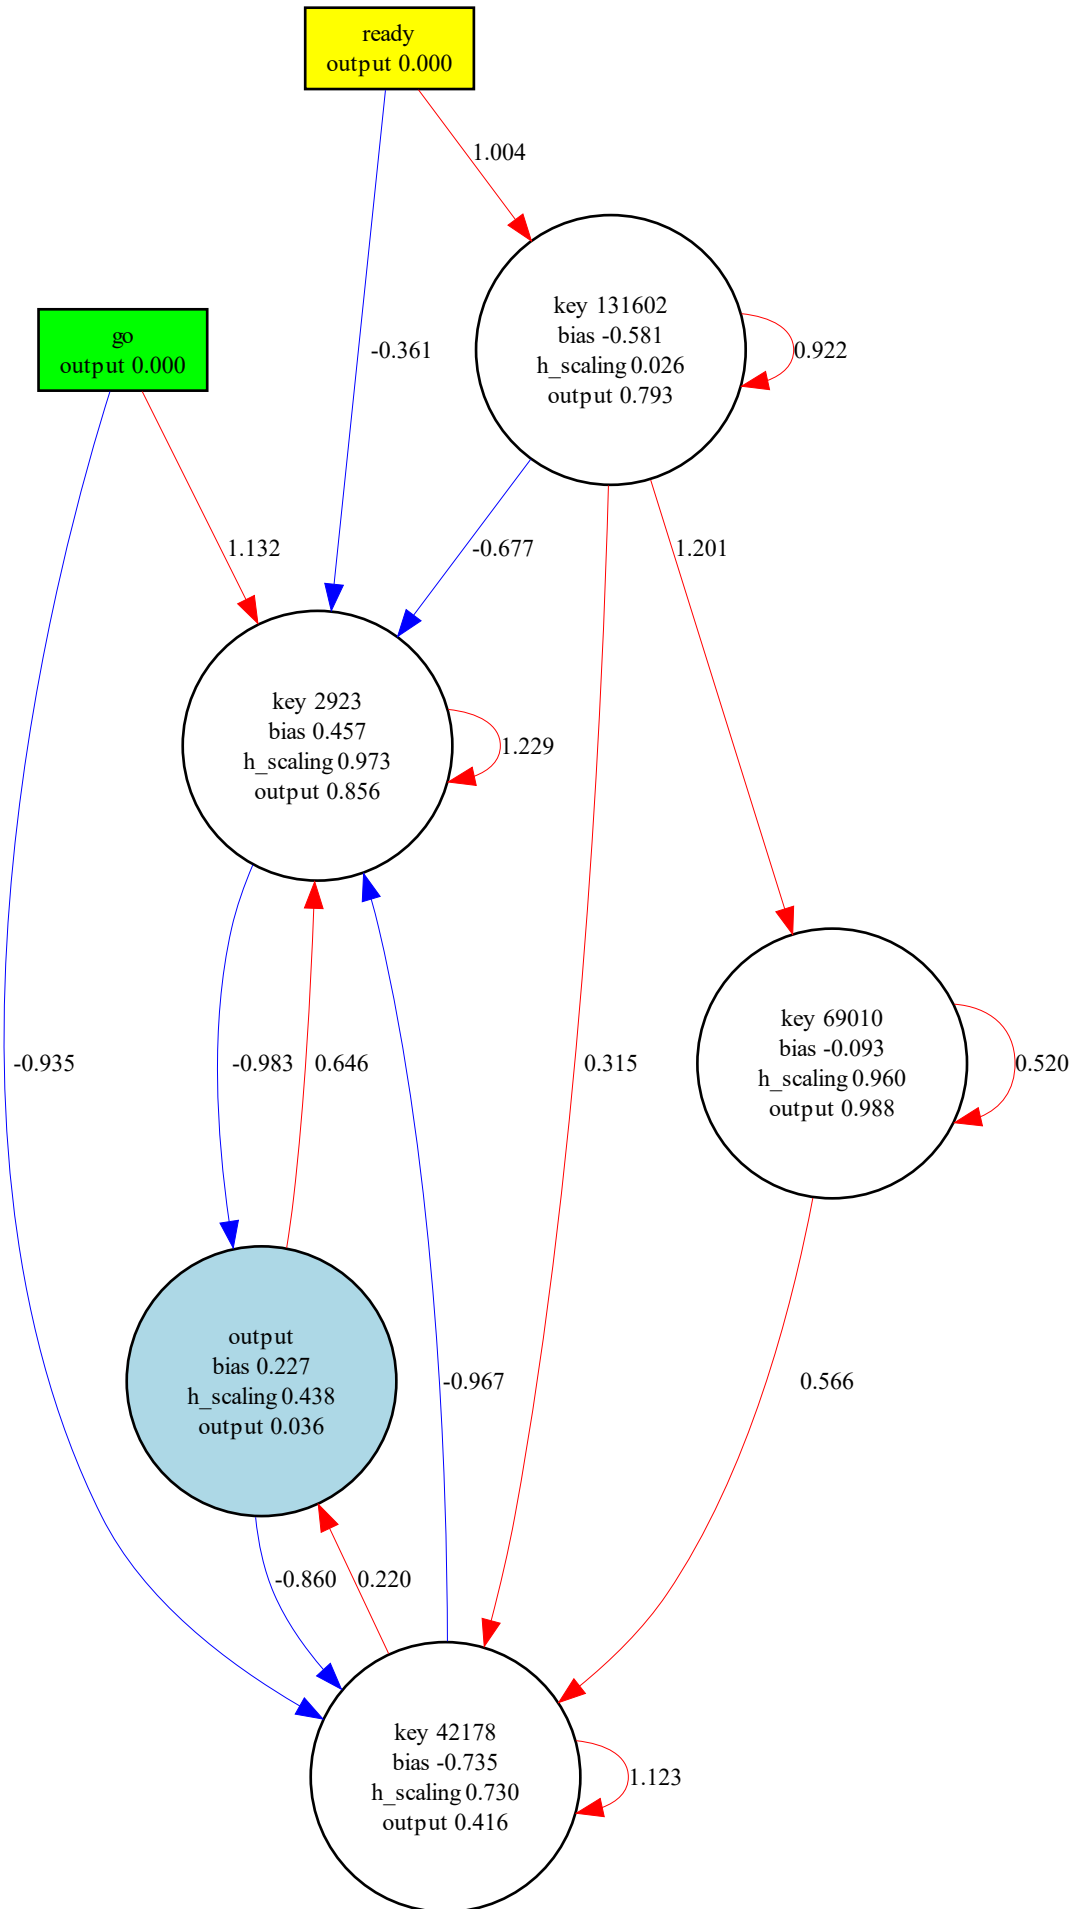 ready
output 0.000
1.004
key 131602
bias -0.581
h_scaling 0.026
output 0.793
0.922
go
output 0.000
-0.361
1.132
-0.677
1.201
key 2923
bias 0.457
h_scaling 0.973
output 0.856
1.229
-0.935
-0.983
0.646
0.315
key 69010
bias -0.093
h_scaling 0.960
output 0.988
0.520
output
bias 0.227
h_scaling 0.438
output 0.036
-0.967
0.566
-0.860
0.220
key 42178
bias -0.735
h_scaling 0.730
output 0.416
1.123